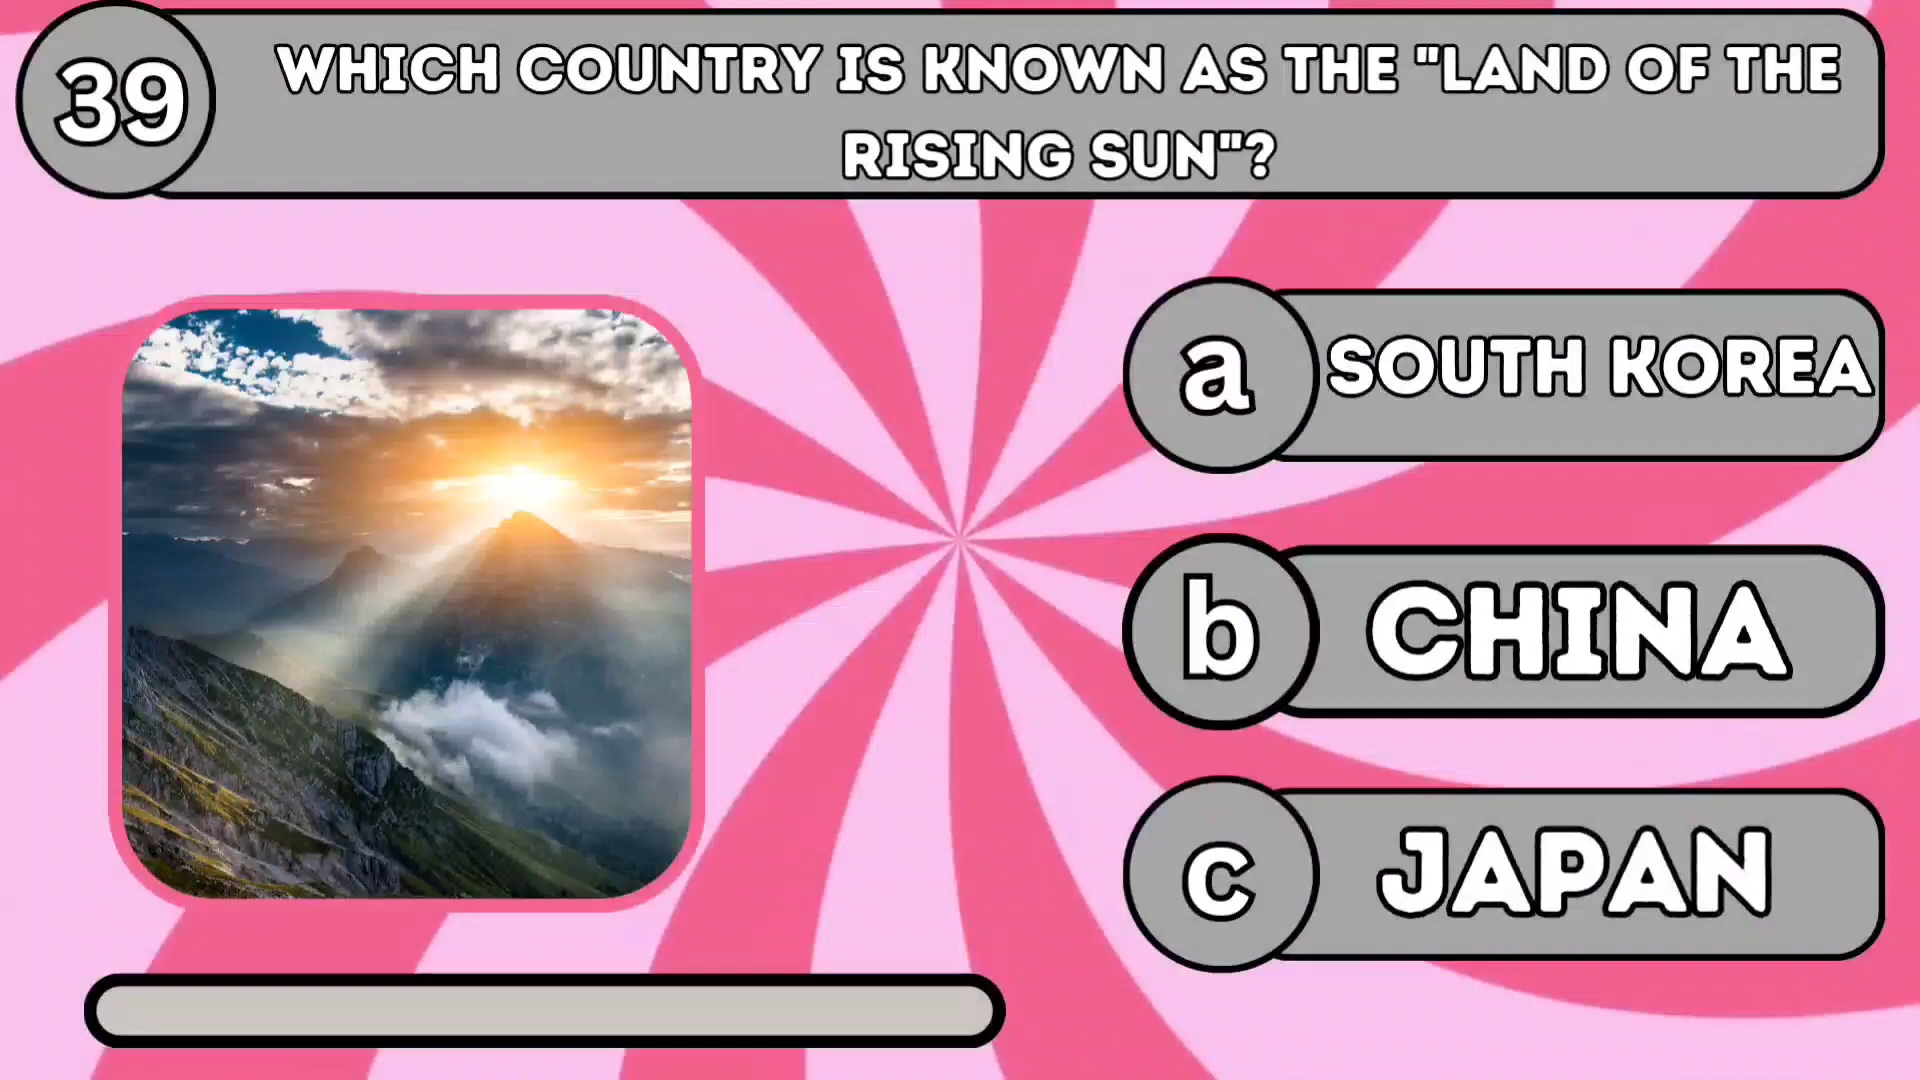 39
WHICH COUNTRY IS KNOWN AS THE "LAND OF THE
RISING SUN"?
a SOUTH KOREA
b CHINA
c JAPAN